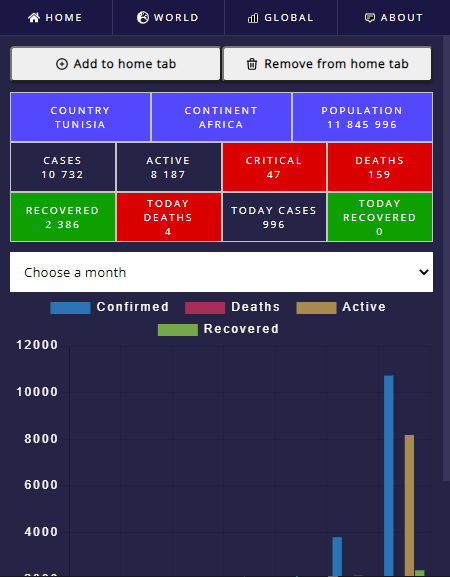 HOME WORLD GLOBAL ABOUT
Add to home tab Remove from home tab
COUNTRY CONTINENT POPULATION
TUNISIA AFRICA 11 845 996
CASES ACTIVE CRITICAL DEATHS
10 732 8 187 47 159
RECOVERED
2 386
TODAY
DEATHS
4
TODAY CASES
996
TODAY
RECOVERED
0
Choose a month
Confirmed Deaths Active
Recovered
12000
10000
8000
6000
4000